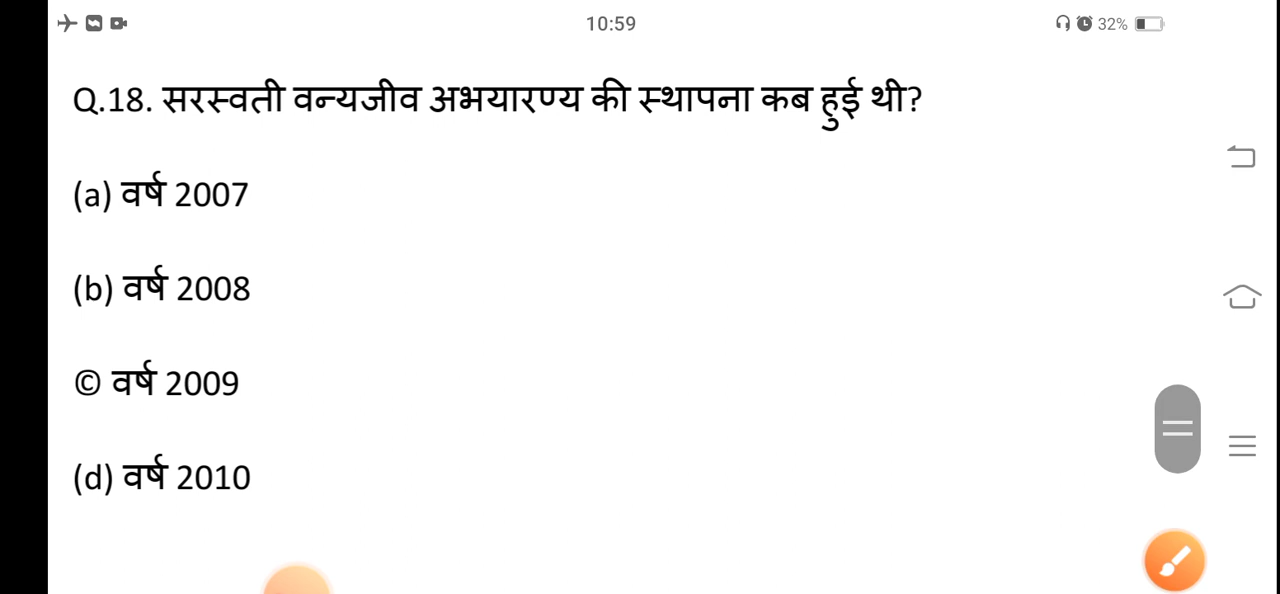 10:59
32%
Q.18. सरस्वती वन्यजीव अभयारण्य की स्थापना कब हुई थी?
(a) वर्ष 2007
(b) वर्ष 2008
© वर्ष 2009
(d) वर्ष 2010